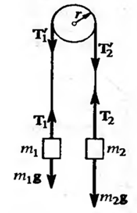 r
T₁′ T₂′
T₁ T₂
m₁ m₂
m₁g
m₂g